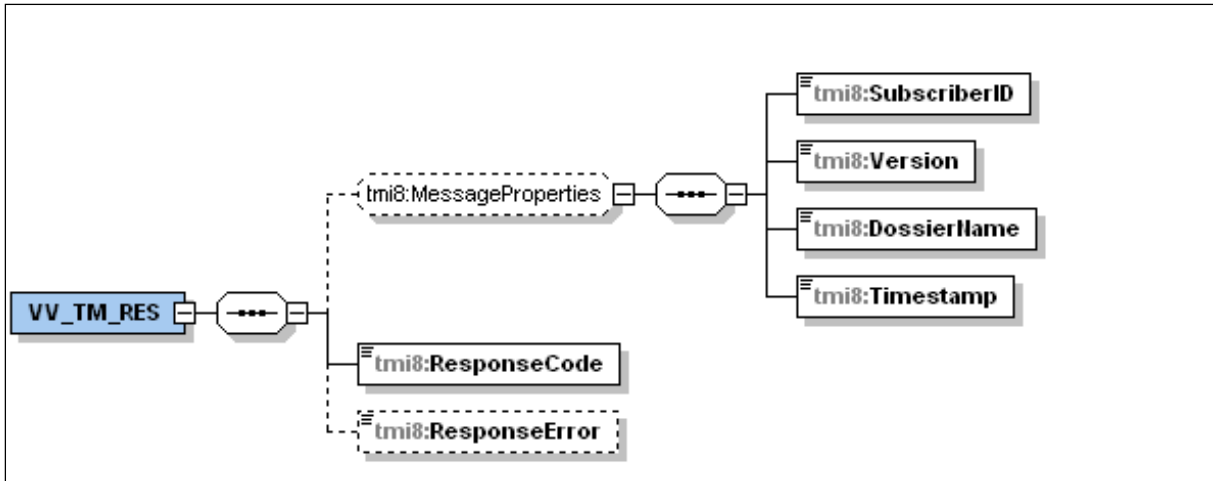 tmi8:SubscriberID
tmi8:MessageProperties
tmi8:Version
tmi8:DossierName
tmi8:Timestamp
VV_TM_RES
tmi8:ResponseCode
tmi8:ResponseError